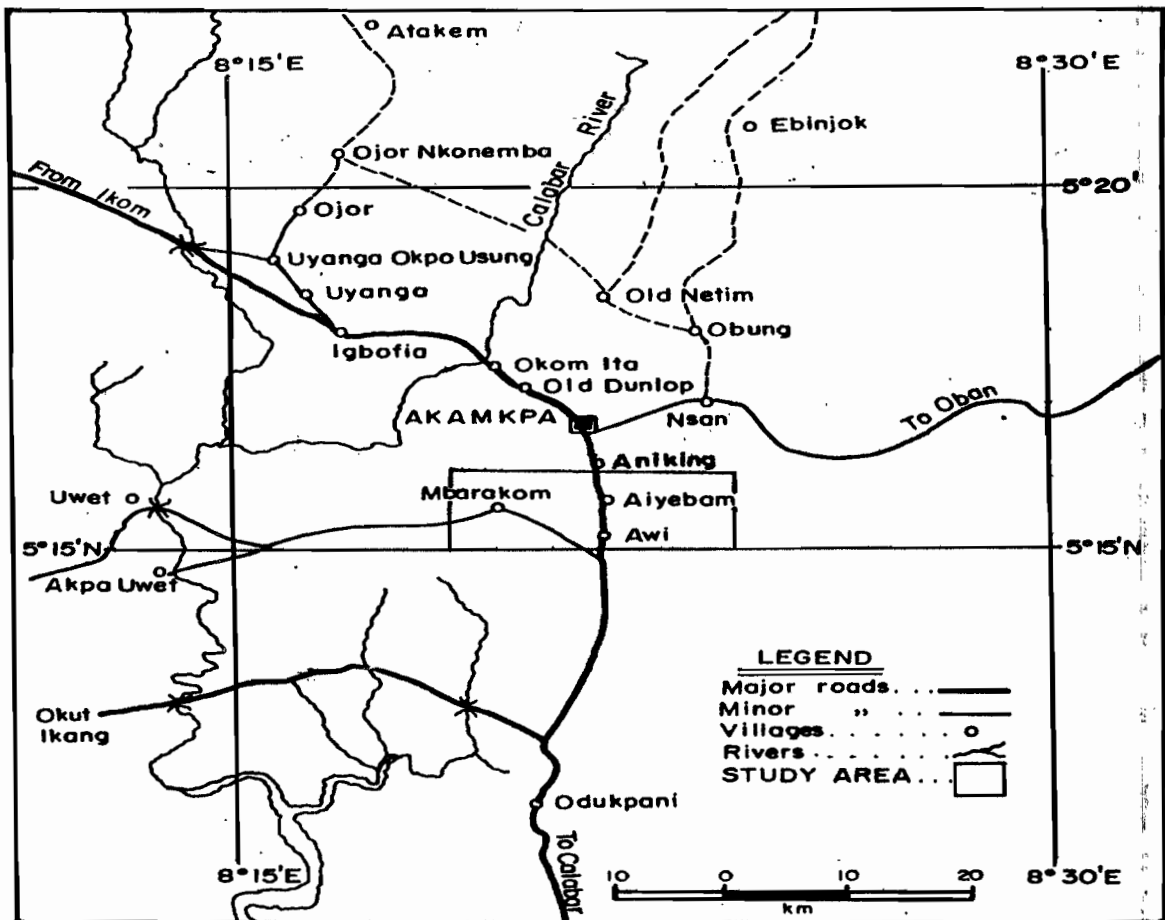 Atakem
8°15'E
8°30'E
Calabar River
Ebinjok
Ojor Nkonemba
From Ikom
5°20'
Ojor
Uyanga Okpo Usung
Uyanga
Old Netim
Obung
Igbofia
Okom Ita
Old Dunlop
AKAMKPA
Nsan
To Oban
Aniking
Uwet
Mbarakom
Aiyebam
Awi
5°15'N
5°15'N
Akpa Uwet
LEGEND
Major roads...
Minor „ ....
Villages.......
Rivers........
STUDY AREA...
Okut
Ikang
Odukpani
To Calabar
8°15'E
8°30'E
10 0 10 20
km